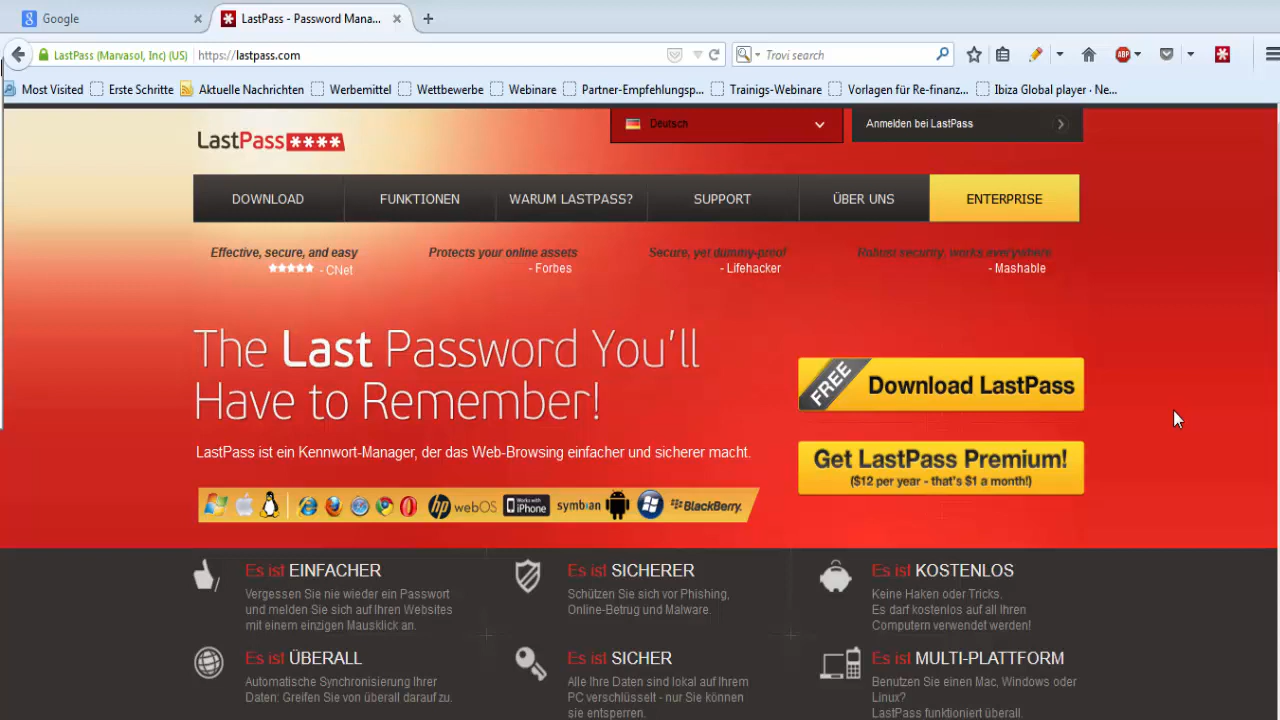 Google
LastPass - Password Mana...
LastPass (Marvasol, Inc) (US)
https://lastpass.com
Trovi search
ABP
Most Visited
Erste Schritte
Aktuelle Nachrichten
Werbemittel
Wettbewerbe
Webinare
Partner-Empfehlungsp...
Trainigs-Webinare
Vorlagen für Re-finanz...
Ibiza Global player · Ne...
LastPass ****
Deutsch
Anmelden bei LastPass
DOWNLOAD
FUNKTIONEN
WARUM LASTPASS?
SUPPORT
ÜBER UNS
ENTERPRISE
Effective, secure, and easy
- CNet
Protects your online assets
- Forbes
Secure, yet dummy-proof
- Lifehacker
Robust security, works everywhere
- Mashable
The Last Password You'll
Have to Remember!
LastPass ist ein Kennwort-Manager, der das Web-Browsing einfacher und sicherer macht.
FREE
Download LastPass
Get LastPass Premium!
($12 per year - that's $1 a month!)
hp
webOS
Works with
iPhone
symbian
BlackBerry.
Es ist EINFACHER
Vergessen Sie nie wieder ein Passwort
und melden Sie sich auf Ihren Websites
mit einem einzigen Mausklick an.
Es ist SICHERER
Schützen Sie sich vor Phishing,
Online-Betrug und Malware.
Es ist KOSTENLOS
Keine Haken oder Tricks.
Es darf kostenlos auf all Ihren
Computern verwendet werden!
Es ist ÜBERALL
Automatische Synchronisierung Ihrer
Daten: Greifen Sie von überall darauf zu.
Es ist SICHER
Alle Ihre Daten sind lokal auf Ihrem
PC verschlüsselt - nur Sie können
sie entsperren.
Es ist MULTI-PLATTFORM
Benutzen Sie einen Mac, Windows oder
Linux?
LastPass funktioniert überall.